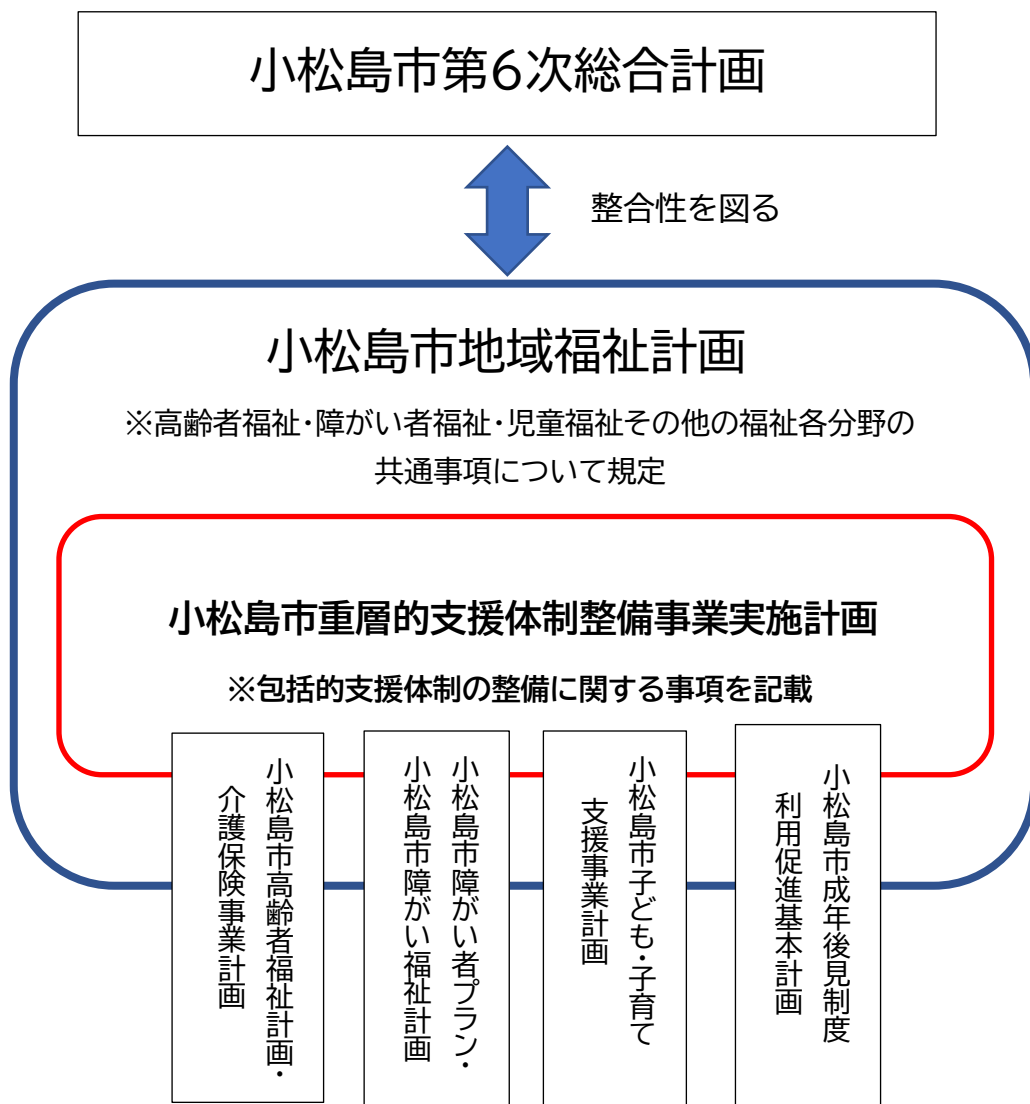 小松島市第6次総合計画
整合性を図る
小松島市地域福祉計画
※高齢者福祉・障がい者福祉・児童福祉その他の福祉各分野の
共通事項について規定
小松島市重層的支援体制整備事業実施計画
※包括的支援体制の整備に関する事項を記載
小松島市高齢者福祉計画・
介護保険事業計画
小松島市障がい者プラン・
小松島市障がい福祉計画
小松島市子ども・子育て
支援事業計画
小松島市成年後見制度
利用促進基本計画